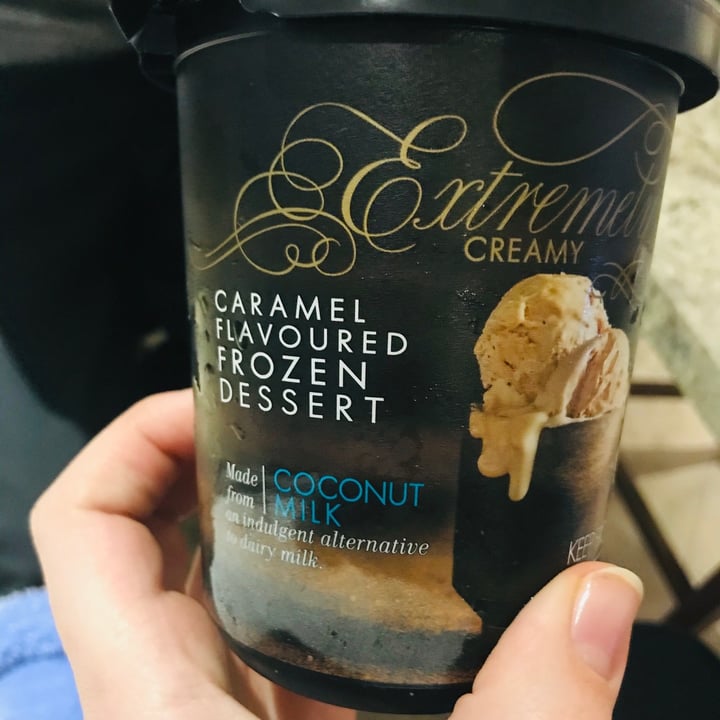 Extremely
CREAMY
CARAMEL
FLAVOURED
FROZEN
DESSERT
Made
from
COCONUT
MILK
an indulgent alternative
to dairy milk.